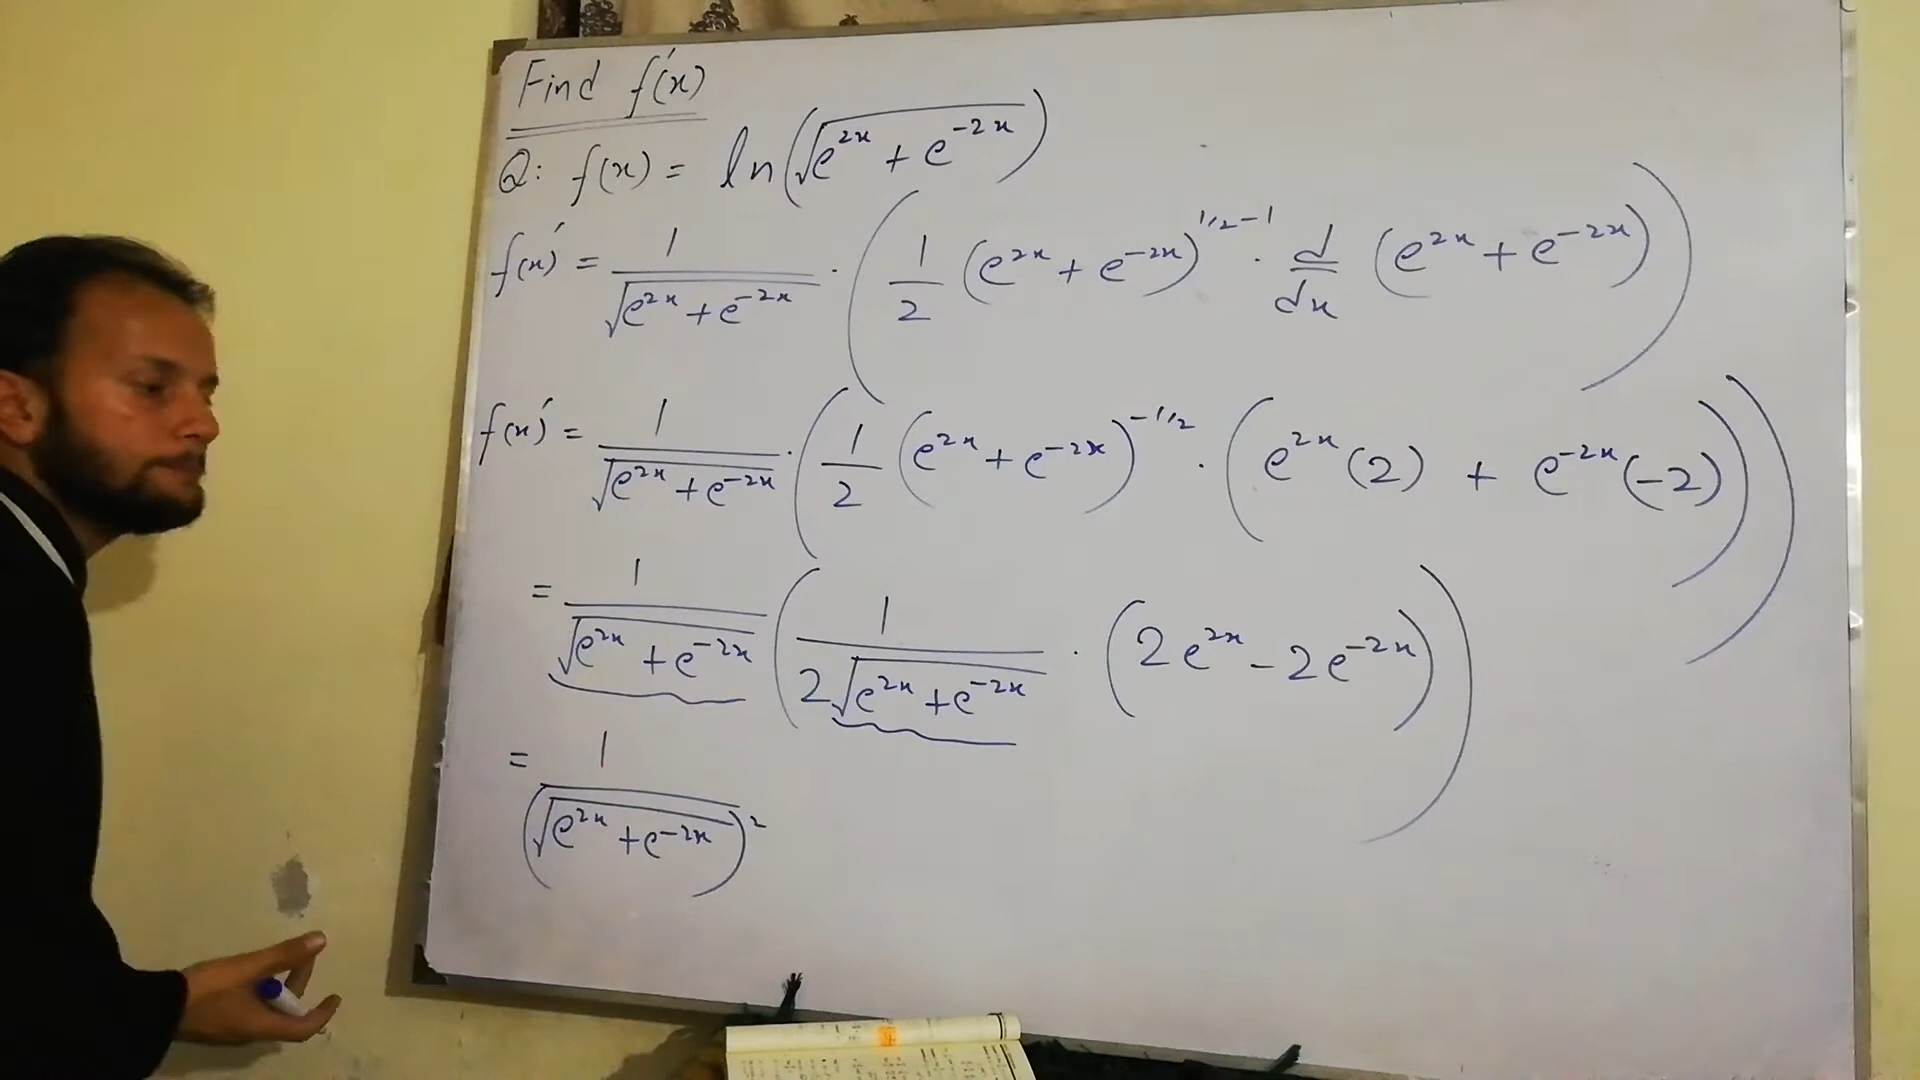 Find f'(x)
Q: f(x) = ln(√(e^{2x} + e^{-2x}))
f(x)' = 1/√(e^{2x} + e^{-2x}) · (1/2 (e^{2x} + e^{-2x})^{1/2-1} · d/dx (e^{2x} + e^{-2x}))
f(x)' = 1/√(e^{2x} + e^{-2x}) · (1/2 (e^{2x} + e^{-2x})^{-1/2} · (e^{2x}(2) + e^{-2x}(-2)))
= 1/√(e^{2x} + e^{-2x}) (1/2√(e^{2x} + e^{-2x}) · (2e^{2x} - 2e^{-2x}))
= 1/(√(e^{2x} + e^{-2x}))^2